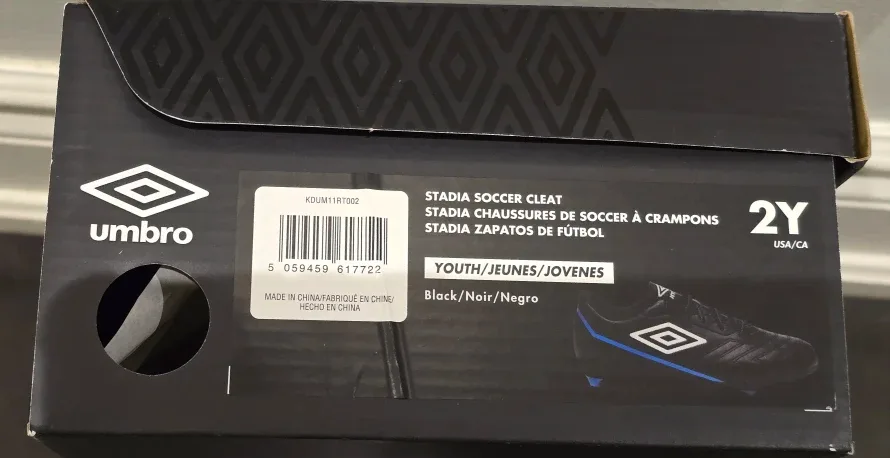 umbro
KDUM11RT002
5 059459 617722
MADE IN CHINA/FABRIQUÉ EN CHINE/
HECHO EN CHINA
STADIA SOCCER CLEAT
STADIA CHAUSSURES DE SOCCER À CRAMPONS
STADIA ZAPATOS DE FÚTBOL
YOUTH/JEUNES/JOVENES
Black/Noir/Negro
2Y
USA/CA